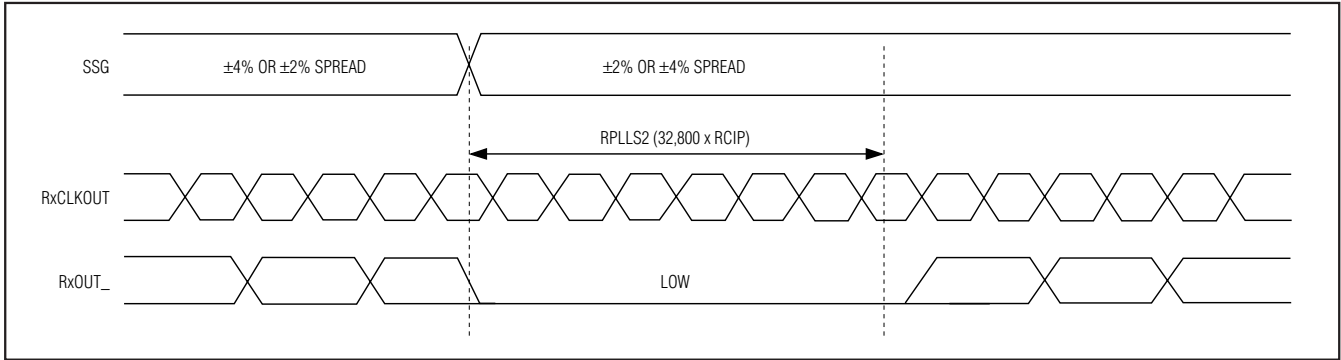 SSG
±4% OR ±2% SPREAD
±2% OR ±4% SPREAD
RPLLS2 (32,800 x RCIP)
RxCLKOUT
RxOUT_
LOW